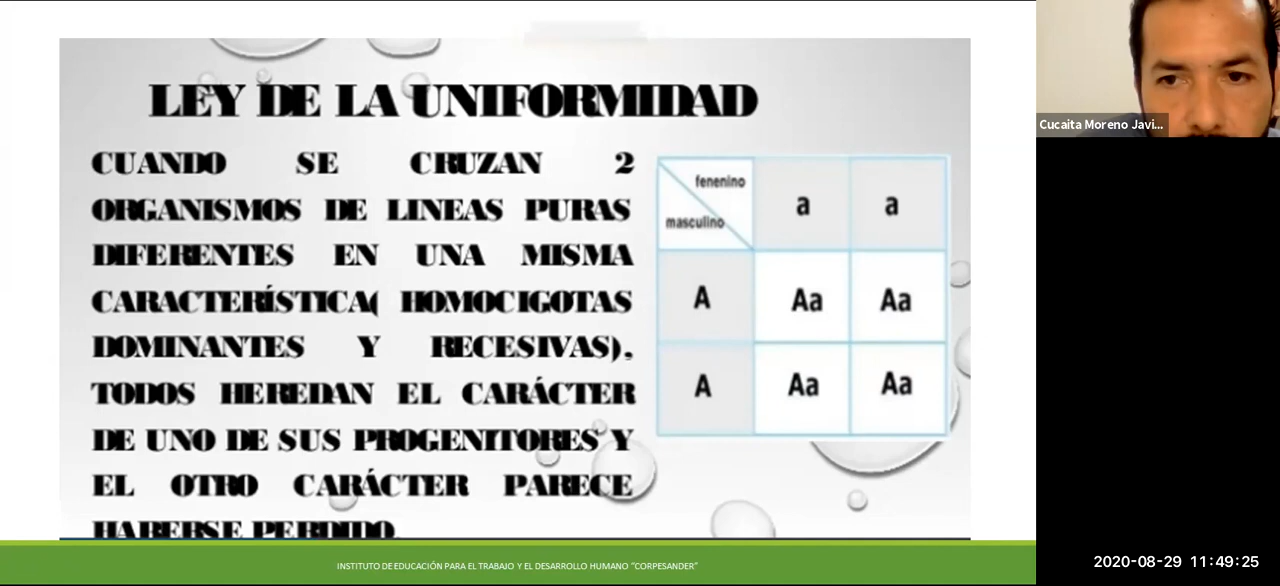 LEY DE LA UNIFORMIDAD
CUANDO SE CRUZAN 2
ORGANISMOS DE LINEAS PURAS
DIFERENTES EN UNA MISMA
CARACTERÍSTICA( HOMOCIGOTAS
DOMINANTES Y RECESIVAS),
TODOS HEREDAN EL CARÁCTER
DE UNO DE SUS PROGENITORES Y
EL OTRO CARÁCTER PARECE
HABERSE PERDIDO.
fenenino
masculino
a a
A Aa Aa
A Aa Aa
INSTITUTO DE EDUCACIÓN PARA EL TRABAJO Y EL DESARROLLO HUMANO "CORPESANDER"
Cucaita Moreno Javi...
2020-08-29 11:49:25